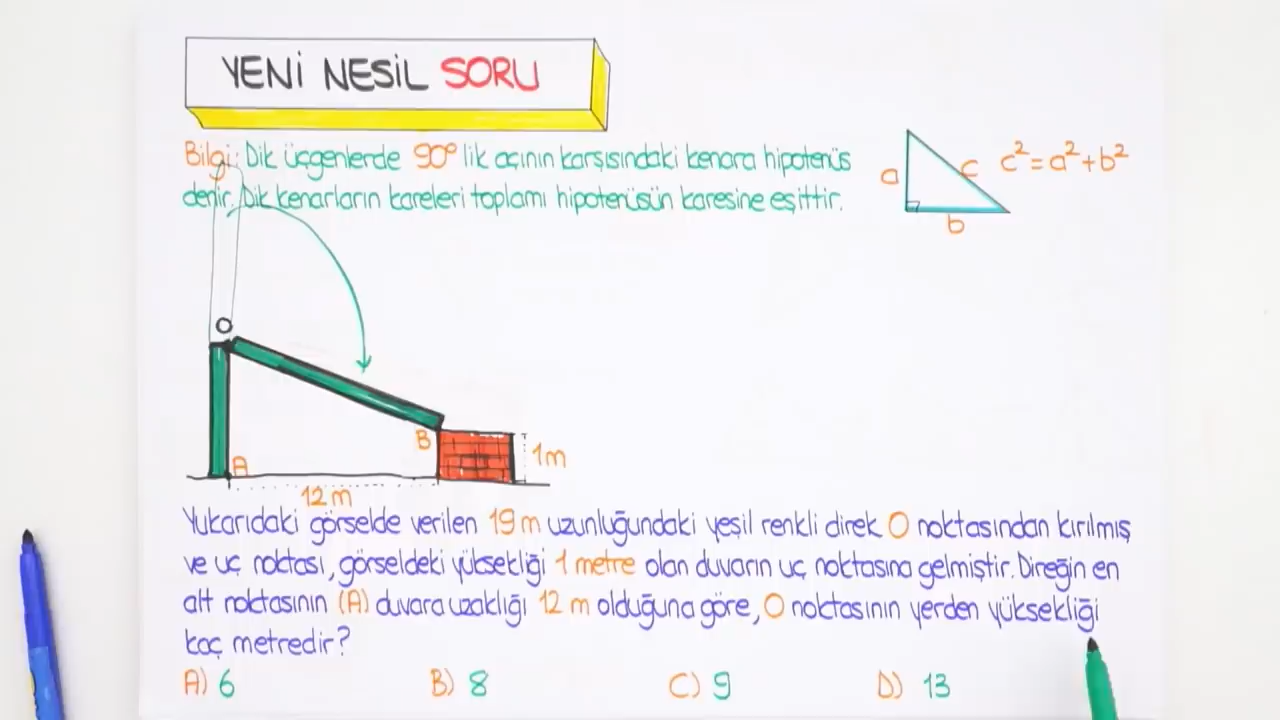 YENİ NESİL SORU
Bilgi: Dik üçgenlerde 90° lik açının karşısındaki kenara hipotenüs
denir. Dik kenarların kareleri toplamı hipotenüsün karesine eşittir.
a
c
b
c²=a²+b²
O
A
B
1m
12 m
Yukarıdaki görselde verilen 19 m uzunluğundaki yeşil renkli direk O noktasından kırılmış
ve uç noktası, görseldeki yüksekliği 1 metre olan duvarın uç noktasına gelmiştir. Direğin en
alt noktasının (A) duvara uzaklığı 12 m olduğuna göre, O noktasının yerden yüksekliği
kaç metredir?
A) 6 B) 8 C) 9 D) 13